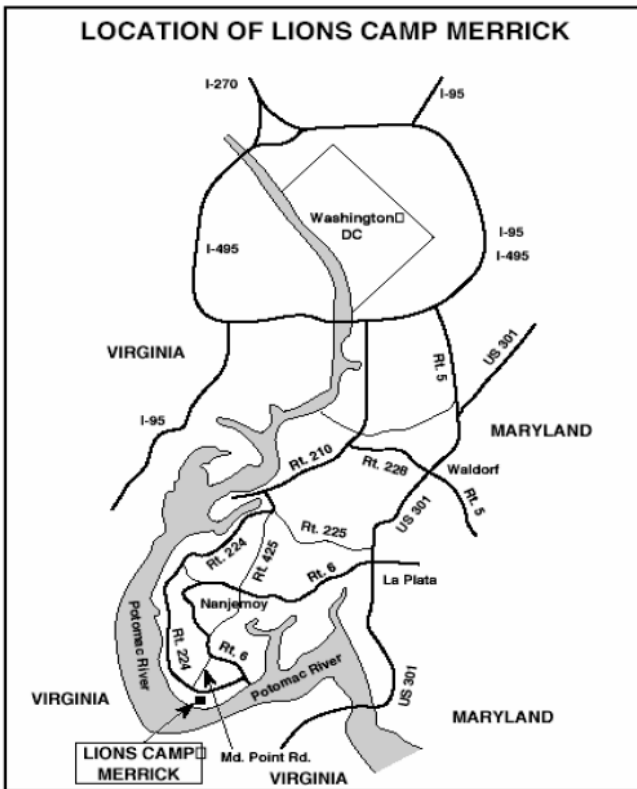 LOCATION OF LIONS CAMP MERRICK
I-270
I-95
Washington
DC
I-95
I-495
I-495
VIRGINIA
Rt. 5
US 301
I-95
MARYLAND
Rt. 210
Rt. 228
Waldorf
Rt. 5
US 301
Rt. 225
Rt. 224
Rt. 425
Rt. 6
La Plata
Nanjemoy
Potomac River
Rt. 224
Rt. 6
Potomac River
US 301
VIRGINIA
MARYLAND
LIONS CAMP
MERRICK
Md. Point Rd.
VIRGINIA